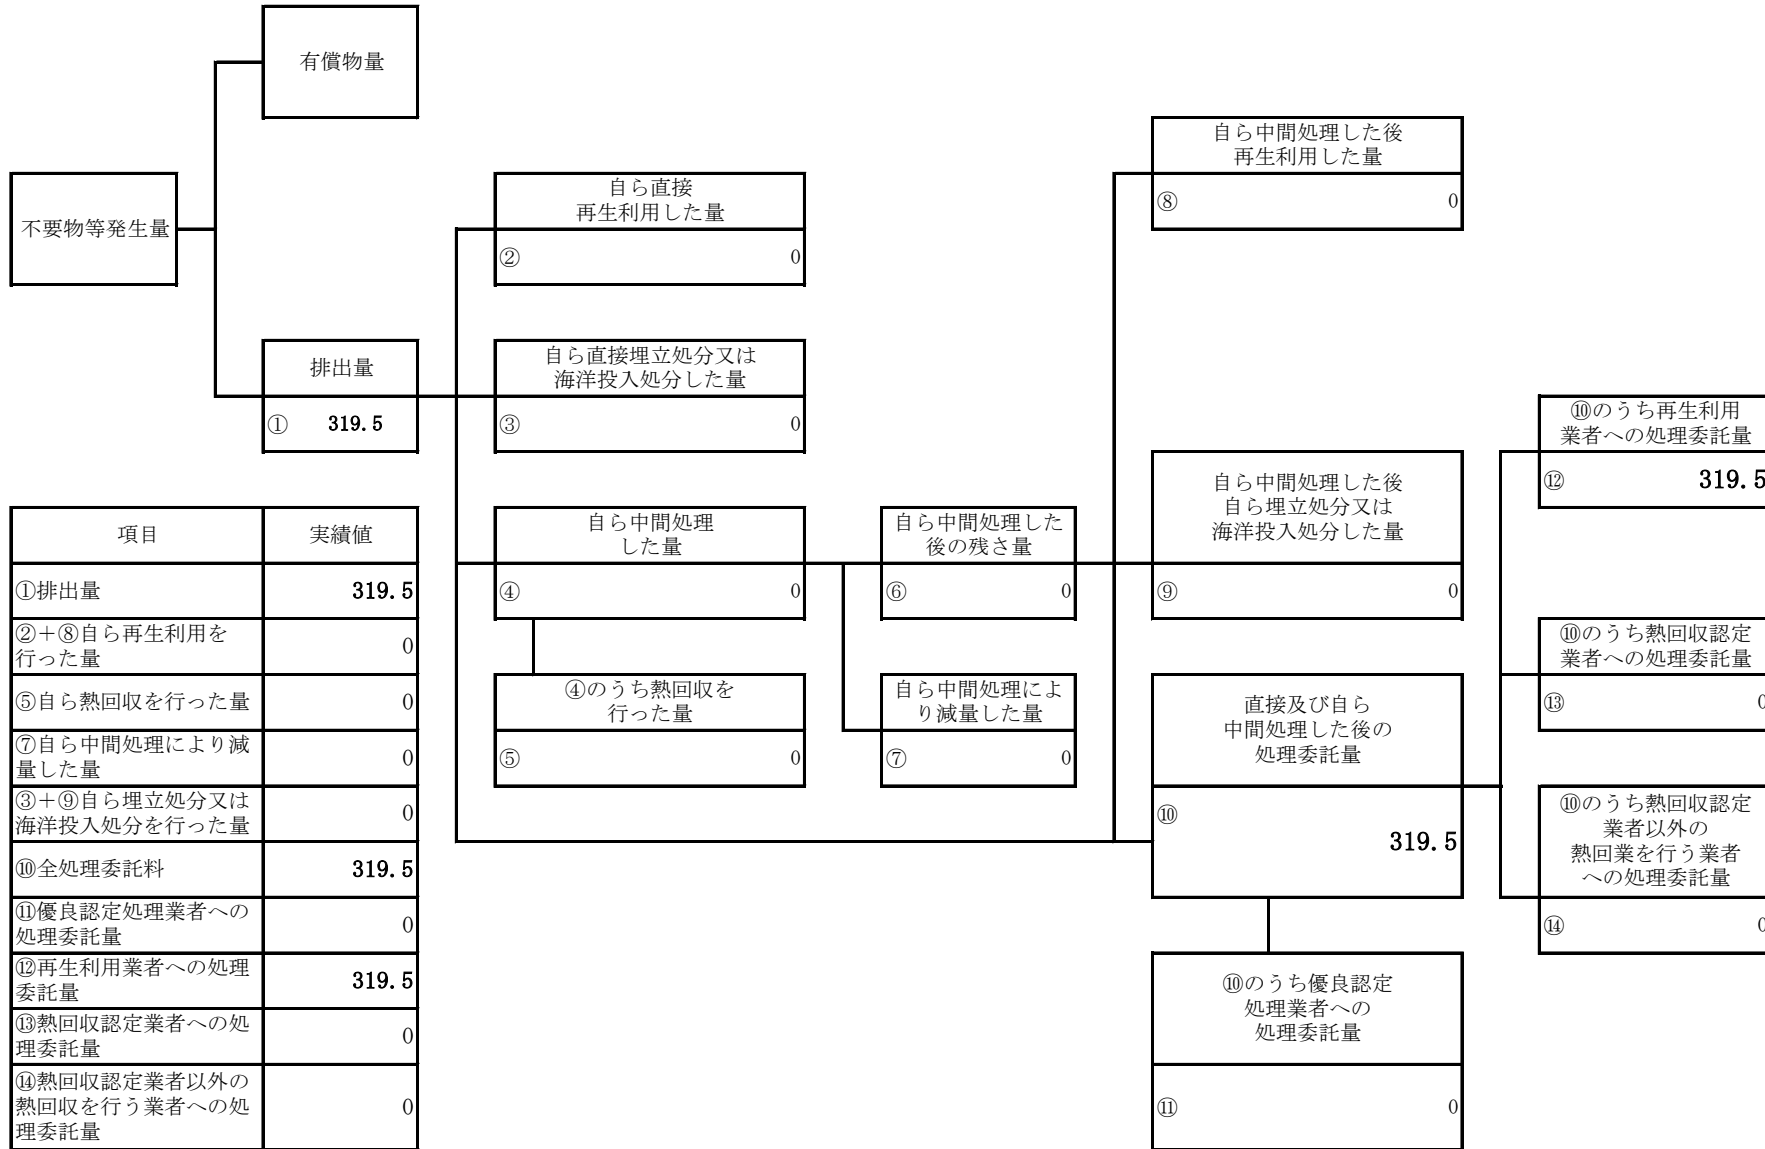 有償物量
不要物等発生量
排出量
① 319.5
自ら直接
再生利用した量
② 0
自ら直接埋立処分又は
海洋投入処分した量
③ 0
自ら中間処理
した量
④ 0
④のうち熱回収を
行った量
⑤ 0
自ら中間処理した
後の残さ量
⑥ 0
自ら中間処理によ
り減量した量
⑦ 0
自ら中間処理した後
再生利用した量
⑧ 0
自ら中間処理した後
自ら埋立処分又は
海洋投入処分した量
⑨ 0
直接及び自ら
中間処理した後の
処理委託量
⑩
319.5
⑩のうち優良認定
処理業者への
処理委託量
⑪ 0
⑩のうち再生利用
業者への処理委託量
⑫ 319.5
⑩のうち熱回収認定
業者への処理委託量
⑬ 0
⑩のうち熱回収認定
業者以外の
熱回業を行う業者
への処理委託量
⑭ 0
項目 実績値
①排出量 319.5
②＋⑧自ら再生利用を
行った量 0
⑤自ら熱回収を行った量 0
⑦自ら中間処理により減
量した量 0
③＋⑨自ら埋立処分又は
海洋投入処分を行った量 0
⑩全処理委託料 319.5
⑪優良認定処理業者への
処理委託量 0
⑫再生利用業者への処理
委託量 319.5
⑬熱回収認定業者への処
理委託量 0
⑭熱回収認定業者以外の
熱回収を行う業者への処
理委託量 0